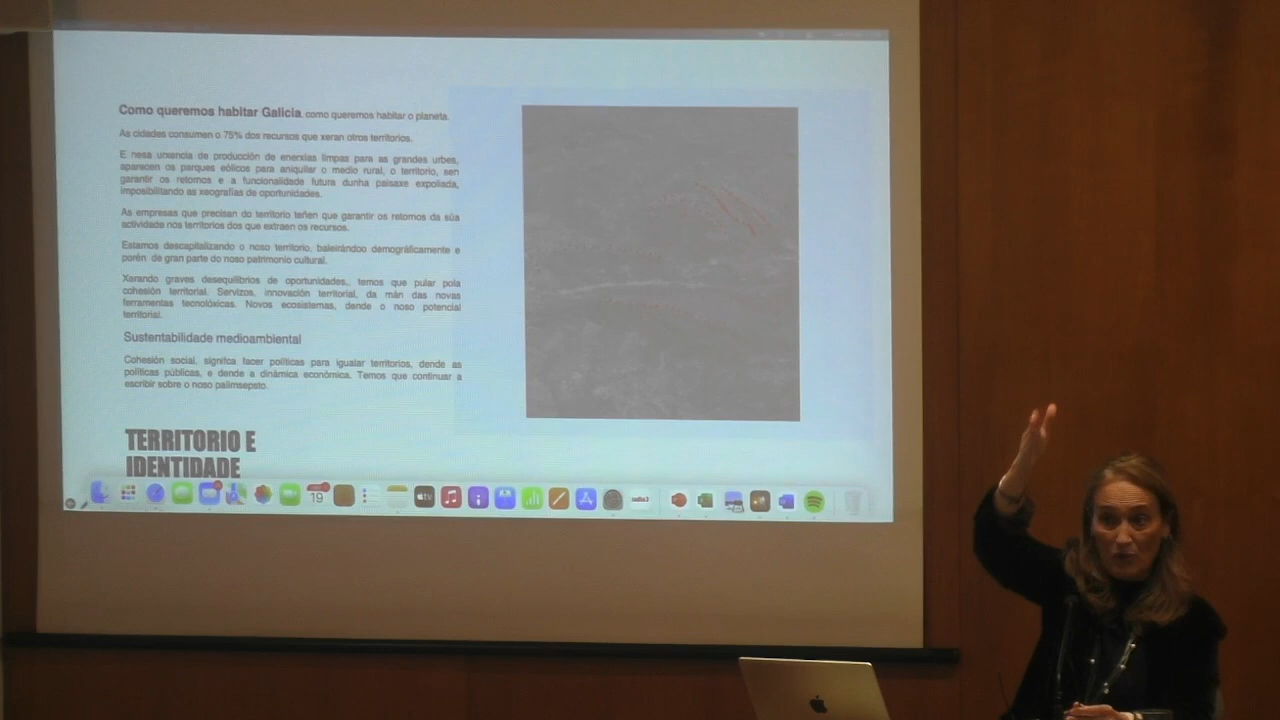 Como queremos habitar Galicia, como queremos habitar o planeta.
As cidades consumen o 75% dos recursos que xeran otros territorios.
E nesa urxencia de producción de enerxias limpas para as grandes urbes,
aparecen os parques eólicos para aniquilar o medio rural, o territorio, sen
garantir os retornos e a funcionalidade futura dunha paisaxe expoliada,
imposibilitando as xeografías de oportunidades.
As empresas que precisan do territorio teñen que garantir os retornos da súa
actividade nos territorios dos que extraen os recursos.
Estamos descapitalizando o noso territorio, baleirándoo demográficamente e
porén de gran parte do noso patrimonio cultural.
Xerando graves desequilibrios de oportunidades,, temos que pular pola
cohesión territorial. Servizos, innovación territorial, da mán das novas
ferramentas tecnolóxicas. Novos ecosistemas, dende o noso potencial
territorial.
Sustentabilidade medioambiental
Cohesión social, signifca facer políticas para igualar territorios, dende as
políticas públicas, e dende a dinámica económica. Temos que continuar a
escribir sobre o noso palimsepsto.
TERRITORIO E
IDENTIDADE
19
tv